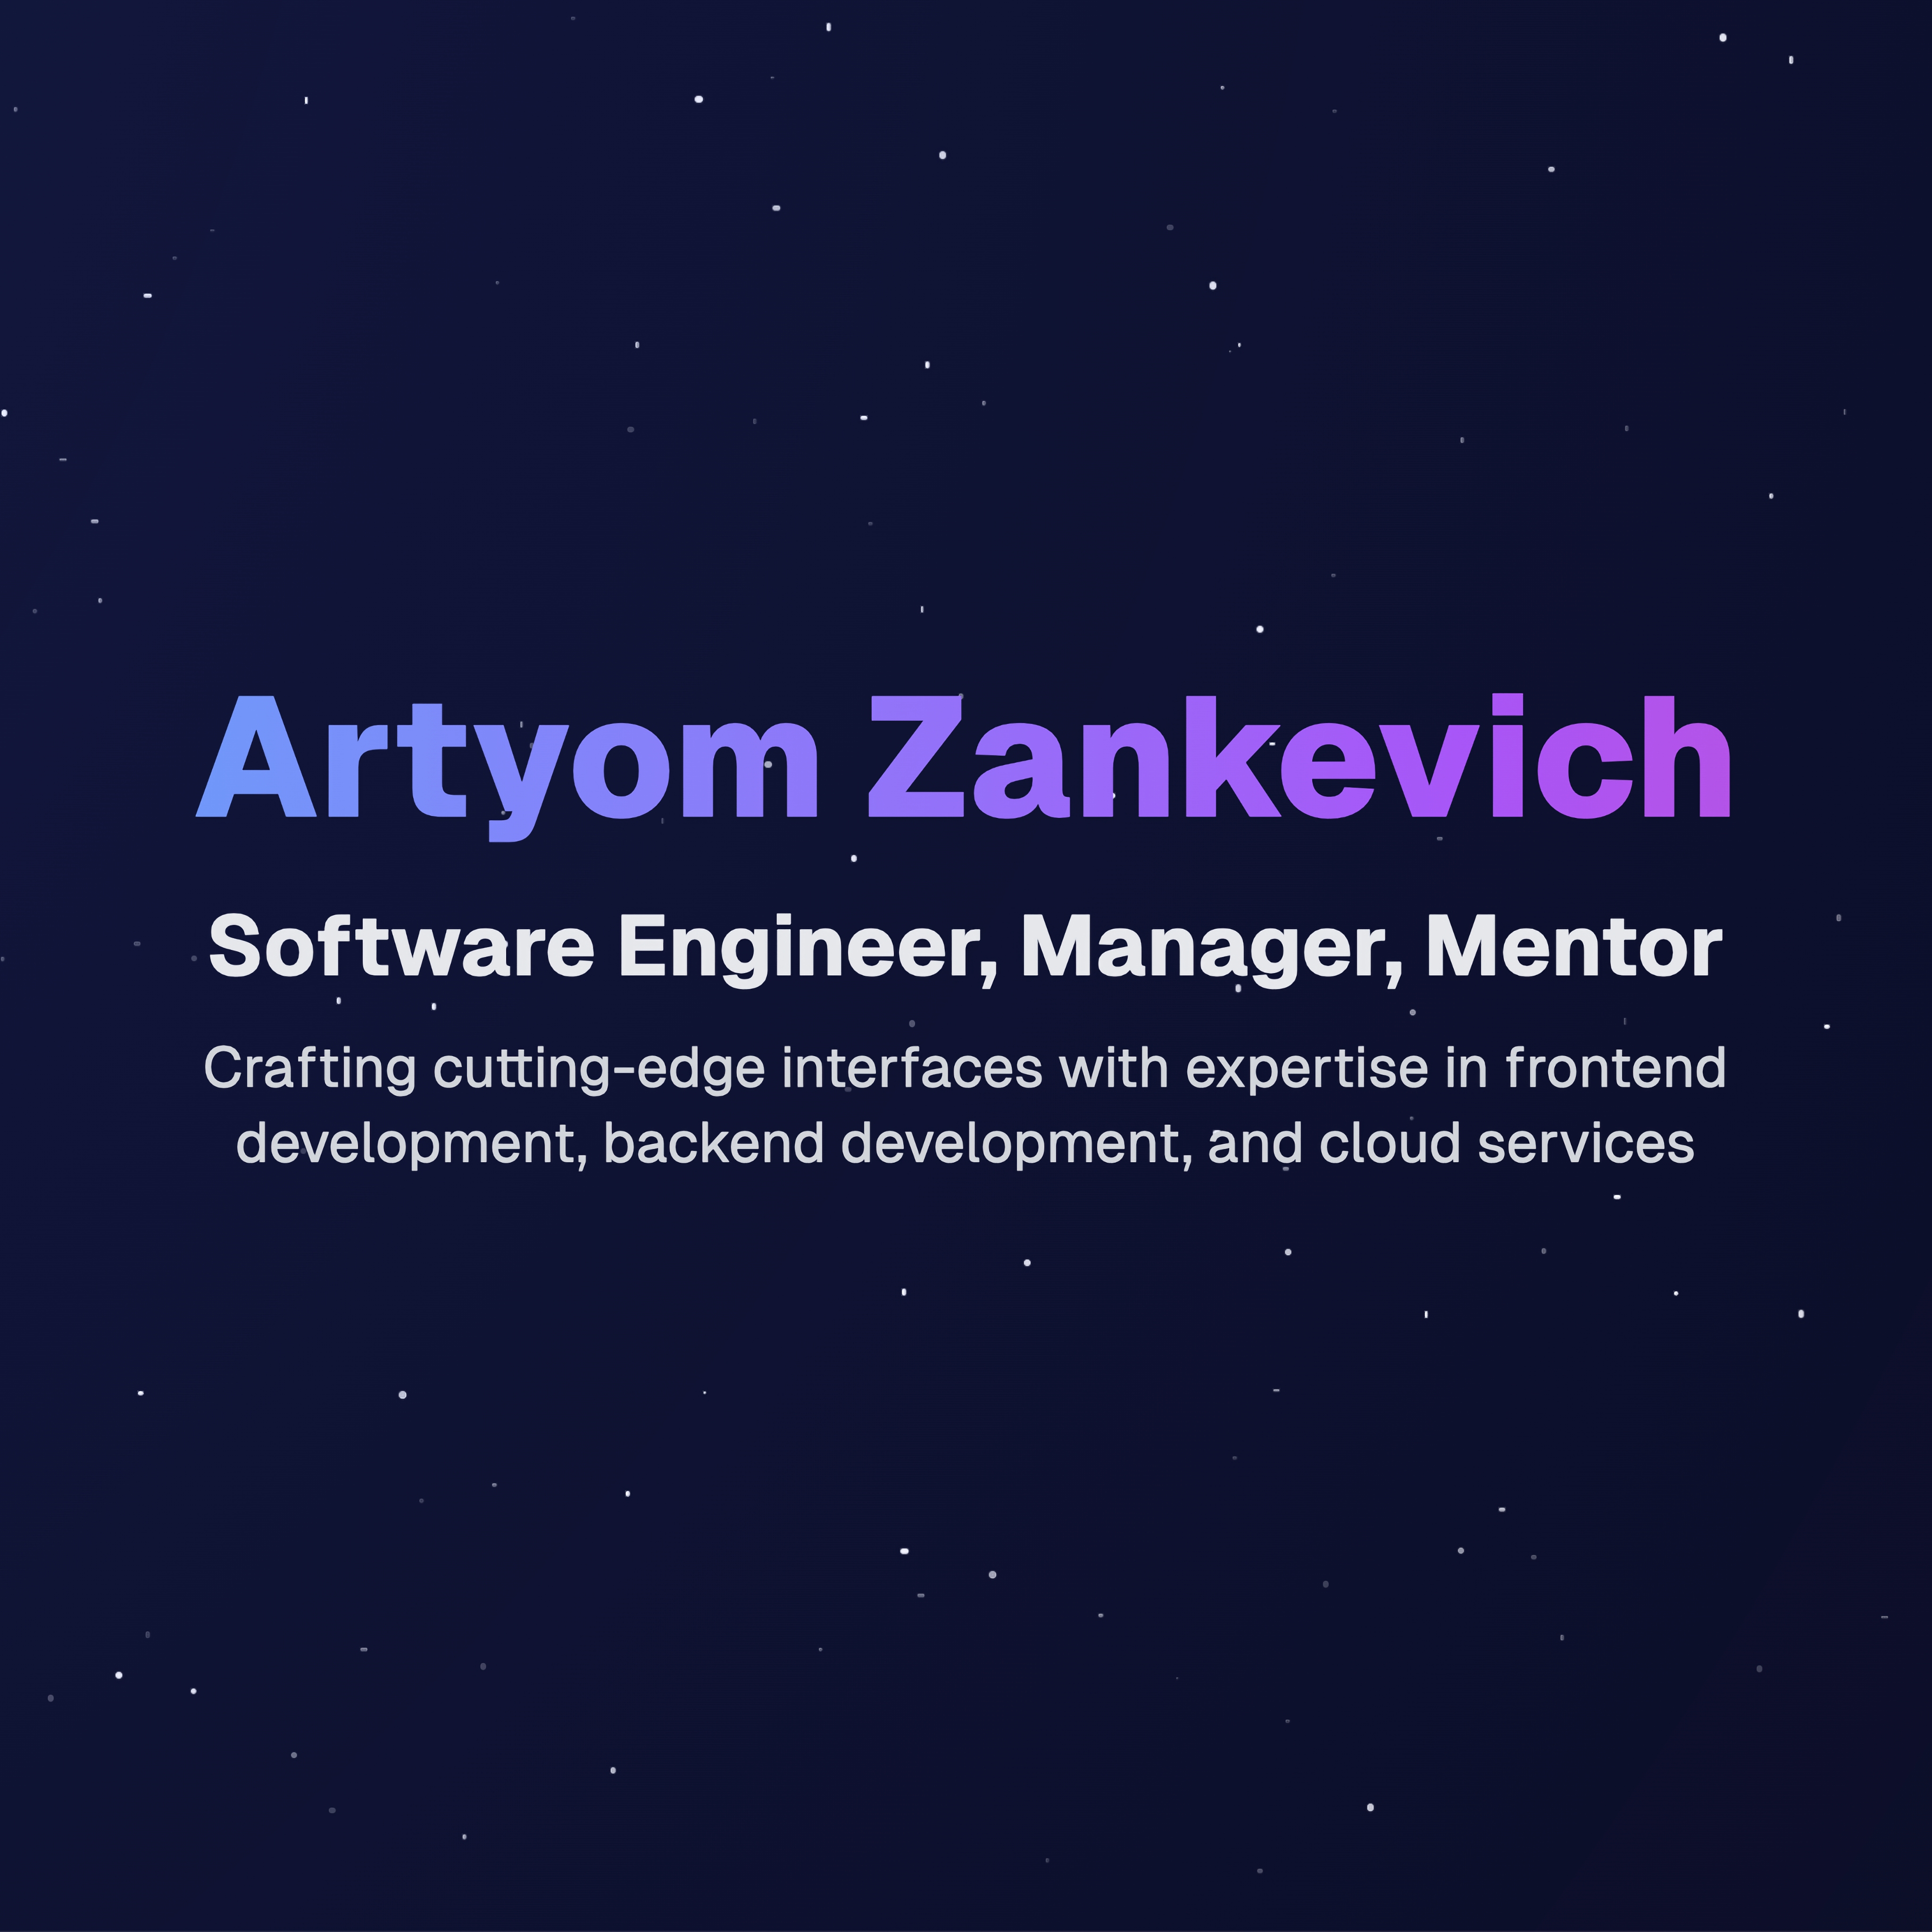 Artyom Zankevich
Software Engineer, Manager, Mentor
Crafting cutting-edge interfaces with expertise in frontend
development, backend development, and cloud services